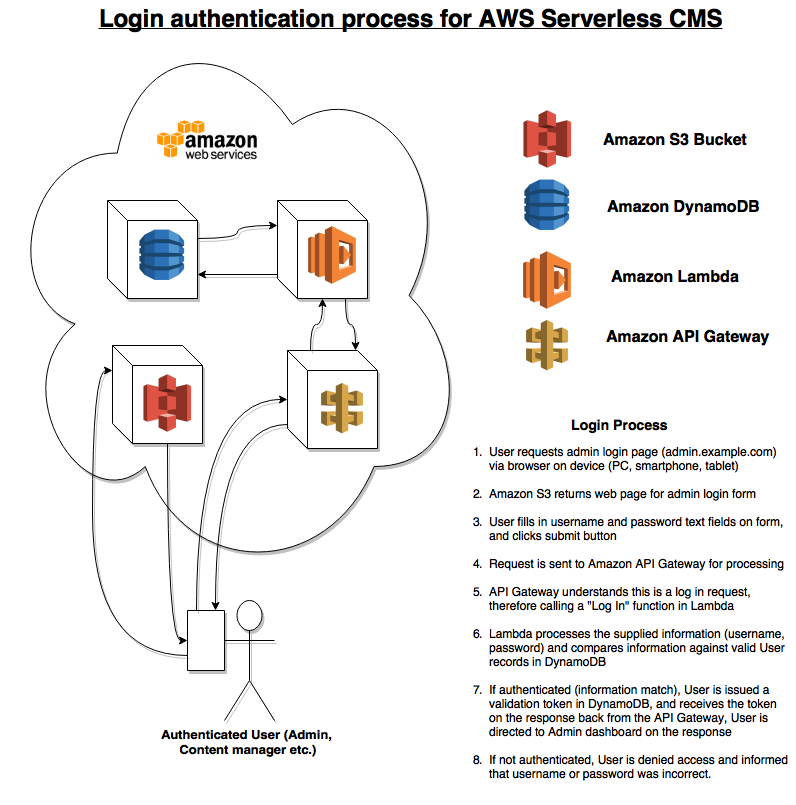 Login authentication process for AWS Serverless CMS
amazon
web services
Amazon S3 Bucket
Amazon DynamoDB
Amazon Lambda
Amazon API Gateway
Login Process
1. User requests admin login page (admin.example.com)
via browser on device (PC, smartphone, tablet)
2. Amazon S3 returns web page for admin login form
3. User fills in username and password text fields on form,
and clicks submit button
4. Request is sent to Amazon API Gateway for processing
5. API Gateway understands this is a log in request,
therefore calling a "Log In" function in Lambda
6. Lambda processes the supplied information (username,
password) and compares information against valid User
records in DynamoDB
7. If authenticated (information match), User is issued a
validation token in DynamoDB, and receives the token
on the response back from the API Gateway, User is
directed to Admin dashboard on the response
8. If not authenticated, User is denied access and informed
that username or password was incorrect.
Authenticated User (Admin,
Content manager etc.)